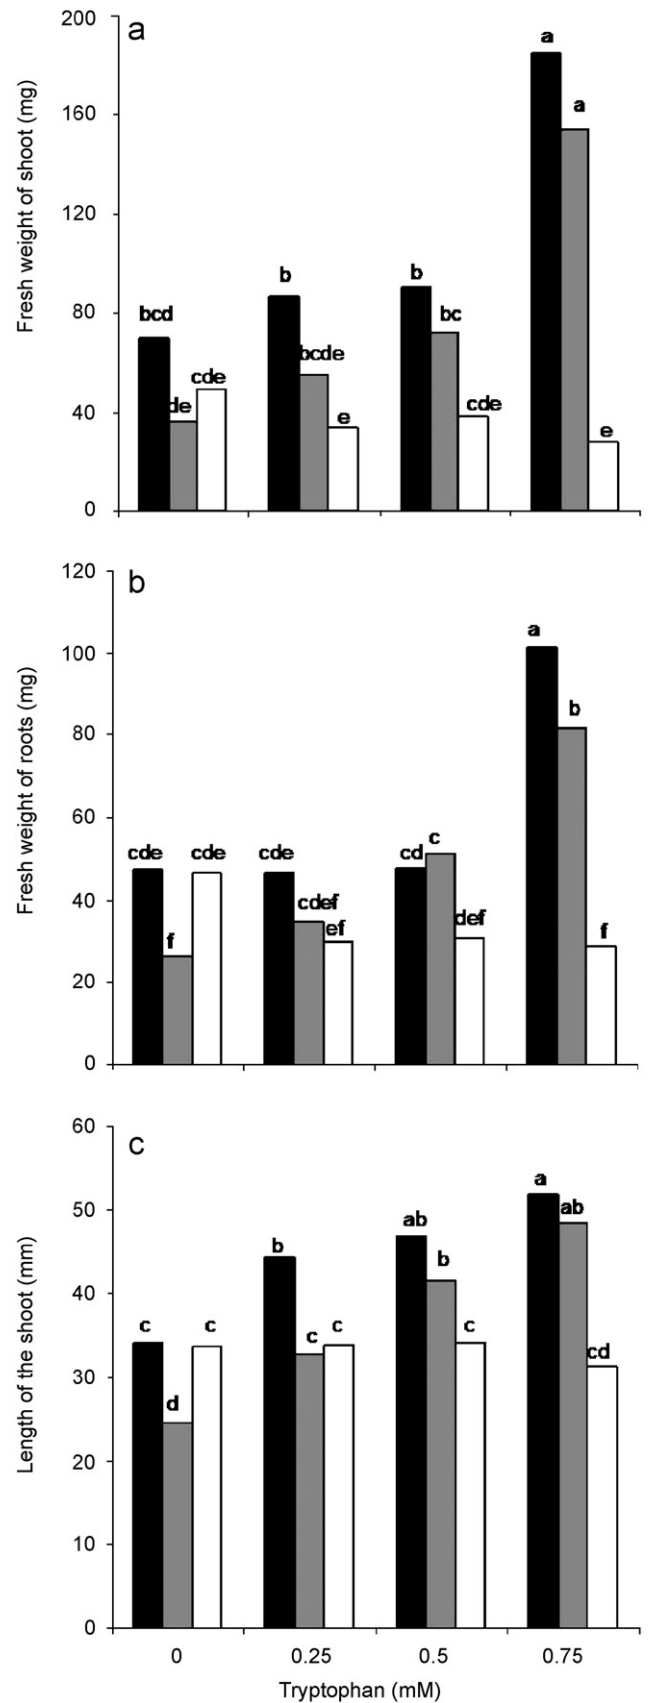 a
Fresh weight of shoot (mg)
200
160
120
80
40
0
bcd
de
cde
b
bcde
e
b
bc
cde
a
a
e
b
Fresh weight of roots (mg)
120
100
80
60
40
20
0
cde
f
cde
cde
cdef
ef
cd
c
def
a
b
f
c
Length of the shoot (mm)
60
50
40
30
20
10
0
c
d
c
b
c
c
ab
b
c
a
ab
cd
0
0.25
0.5
0.75
Tryptophan (mM)